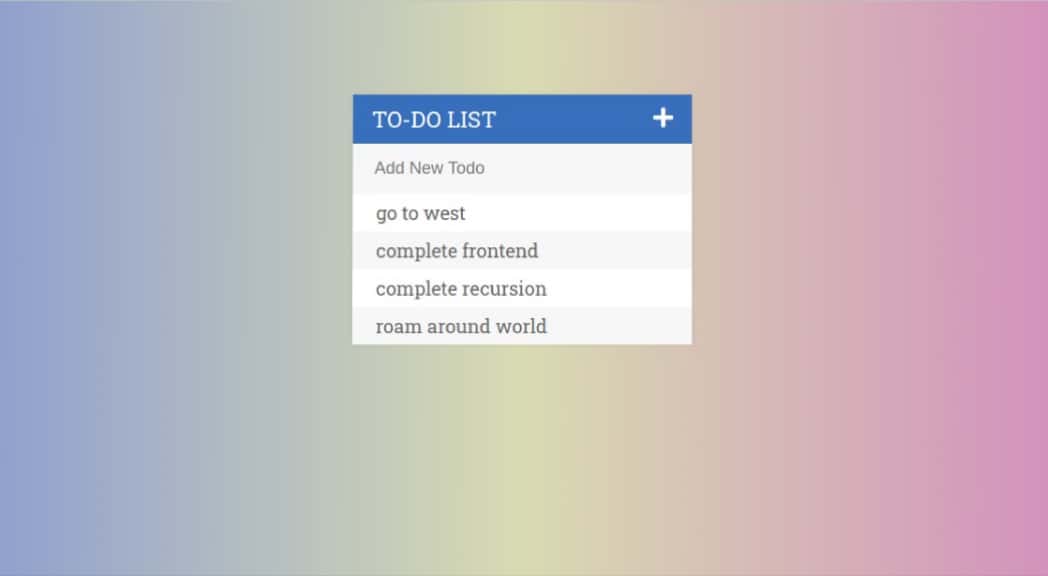 TO-DO LIST +
Add New Todo
go to west
complete frontend
complete recursion
roam around world